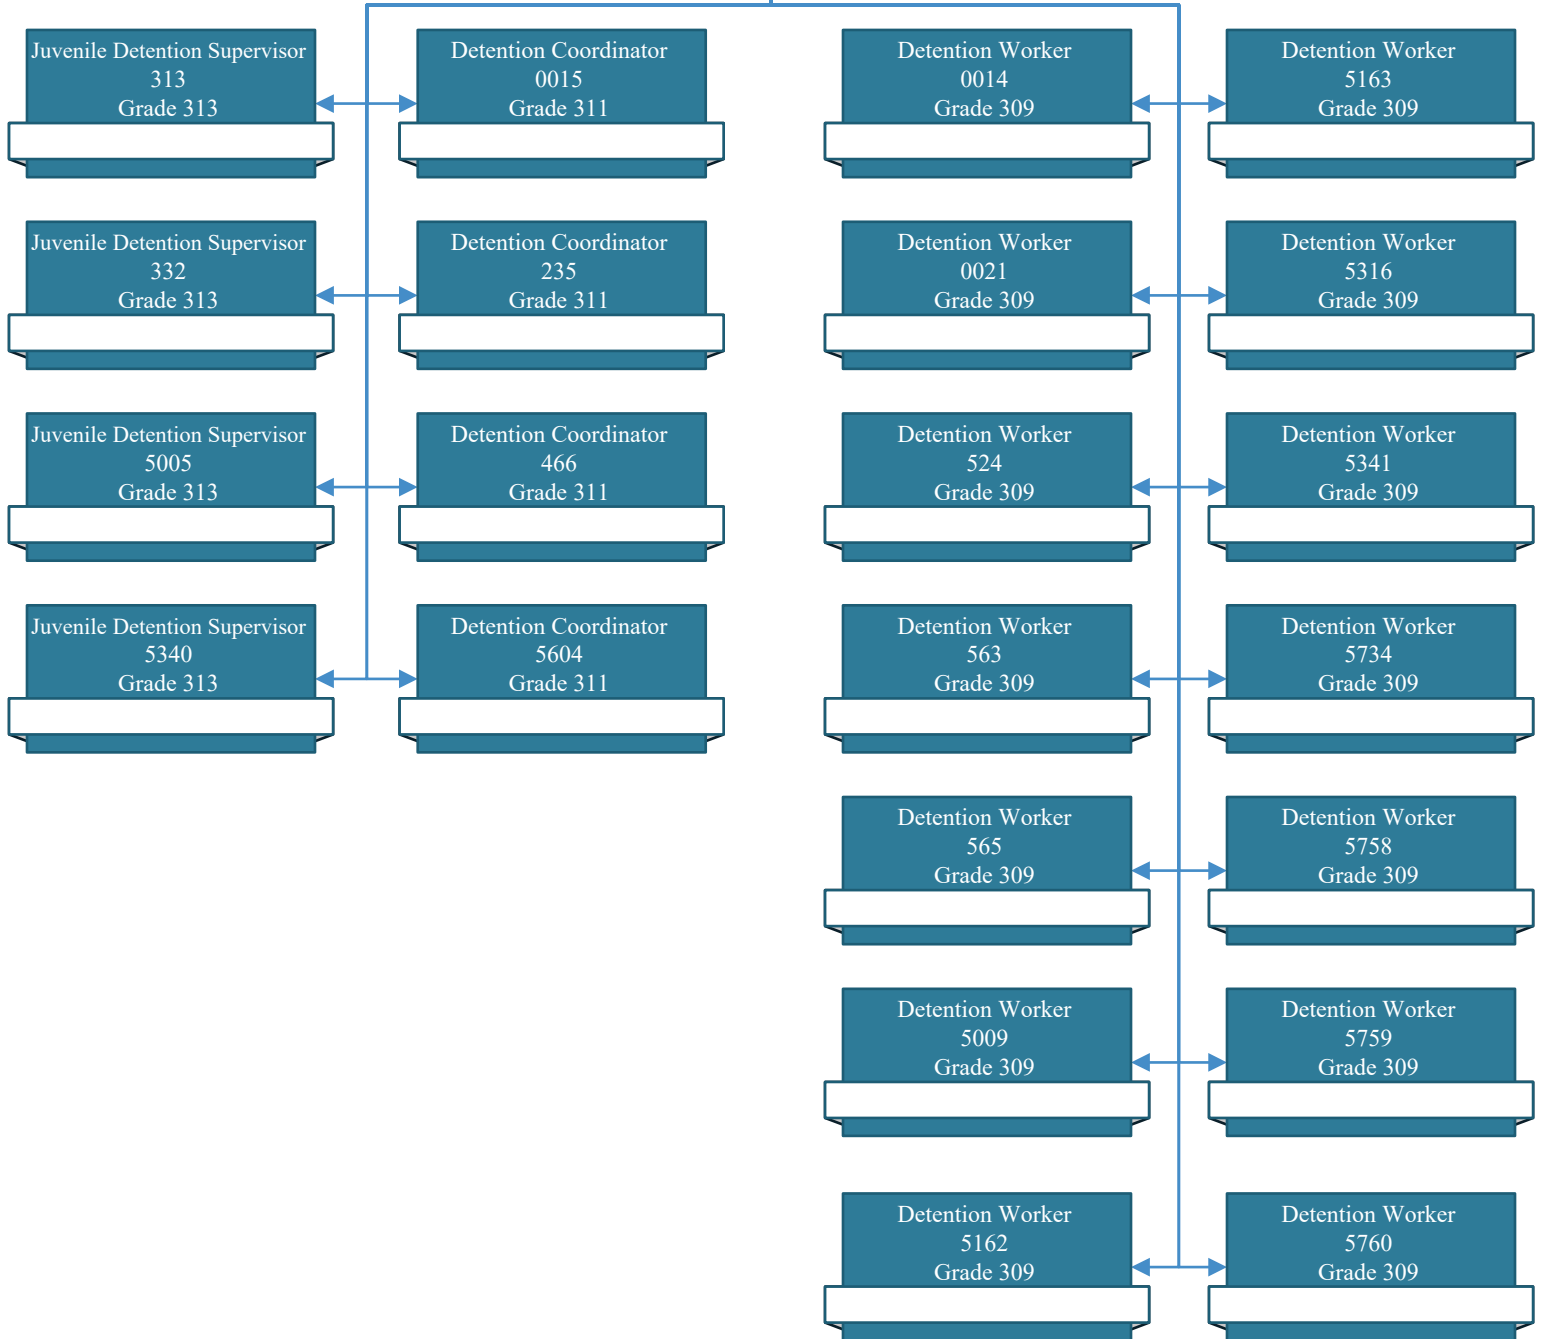 Juvenile Detention Supervisor
313
Grade 313
Detention Coordinator
0015
Grade 311
Detention Worker
0014
Grade 309
Detention Worker
5163
Grade 309
Juvenile Detention Supervisor
332
Grade 313
Detention Coordinator
235
Grade 311
Detention Worker
0021
Grade 309
Detention Worker
5316
Grade 309
Juvenile Detention Supervisor
5005
Grade 313
Detention Coordinator
466
Grade 311
Detention Worker
524
Grade 309
Detention Worker
5341
Grade 309
Juvenile Detention Supervisor
5340
Grade 313
Detention Coordinator
5604
Grade 311
Detention Worker
563
Grade 309
Detention Worker
5734
Grade 309
Detention Worker
565
Grade 309
Detention Worker
5758
Grade 309
Detention Worker
5009
Grade 309
Detention Worker
5759
Grade 309
Detention Worker
5162
Grade 309
Detention Worker
5760
Grade 309